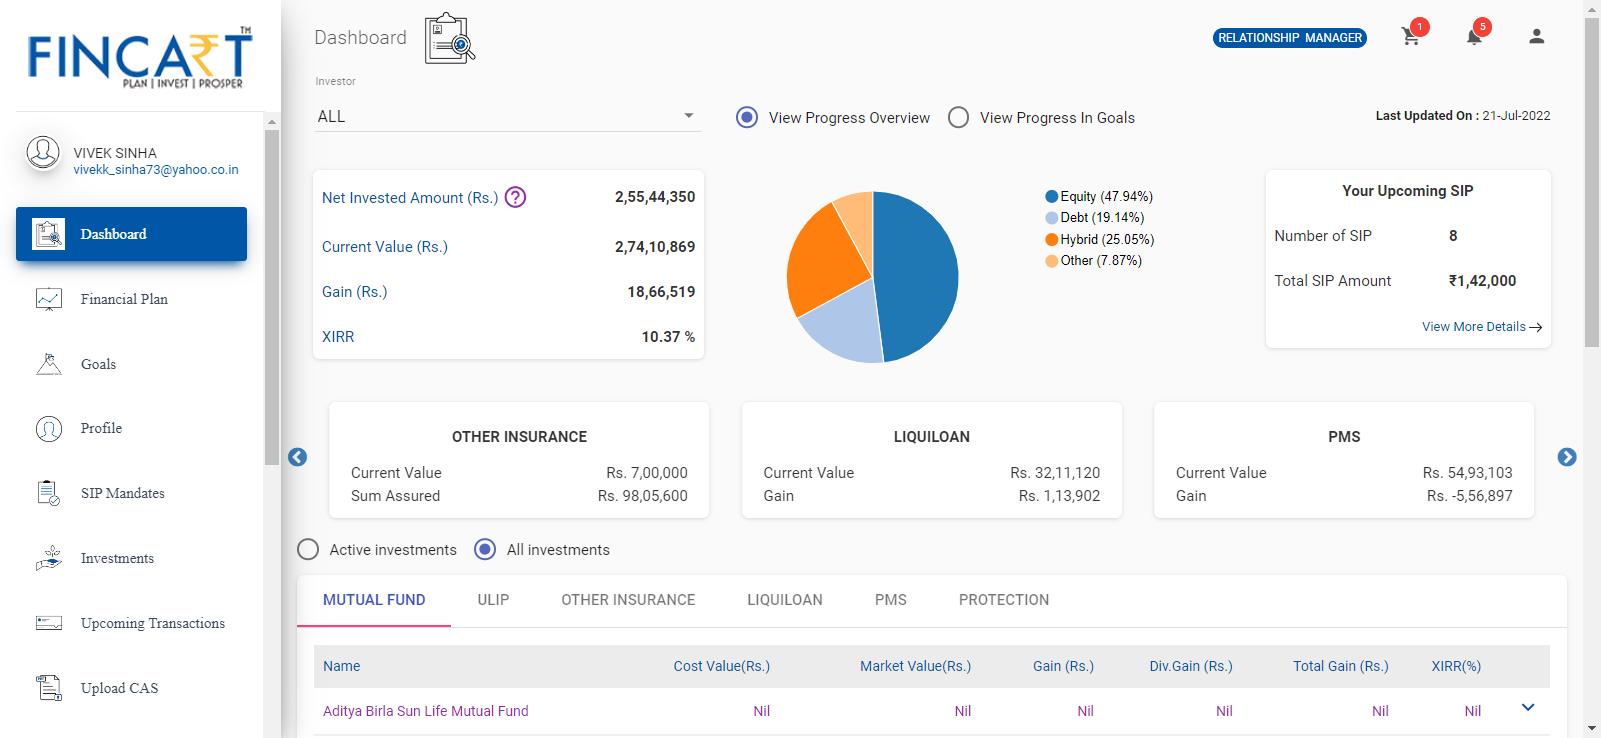 FINCART™
PLAN | INVEST | PROSPER
VIVEK SINHA
vivekk_sinha73@yahoo.co.in
Dashboard
Financial Plan
Goals
Profile
SIP Mandates
Investments
Upcoming Transactions
Upload CAS
Dashboard
RELATIONSHIP MANAGER
1
5
Investor
ALL
View Progress Overview
View Progress In Goals
Last Updated On : 21-Jul-2022
Net Invested Amount (Rs.) ? 2,55,44,350
Current Value (Rs.) 2,74,10,869
Gain (Rs.) 18,66,519
XIRR 10.37 %
Equity (47.94%)
Debt (19.14%)
Hybrid (25.05%)
Other (7.87%)
Your Upcoming SIP
Number of SIP 8
Total SIP Amount ₹1,42,000
View More Details
OTHER INSURANCE
Current Value Rs. 7,00,000
Sum Assured Rs. 98,05,600
LIQUILOAN
Current Value Rs. 32,11,120
Gain Rs. 1,13,902
PMS
Current Value Rs. 54,93,103
Gain Rs. -5,56,897
Active investments All investments
MUTUAL FUND ULIP OTHER INSURANCE LIQUILOAN PMS PROTECTION
Name Cost Value(Rs.) Market Value(Rs.) Gain (Rs.) Div.Gain (Rs.) Total Gain (Rs.) XIRR(%)
Aditya Birla Sun Life Mutual Fund Nil Nil Nil Nil Nil Nil